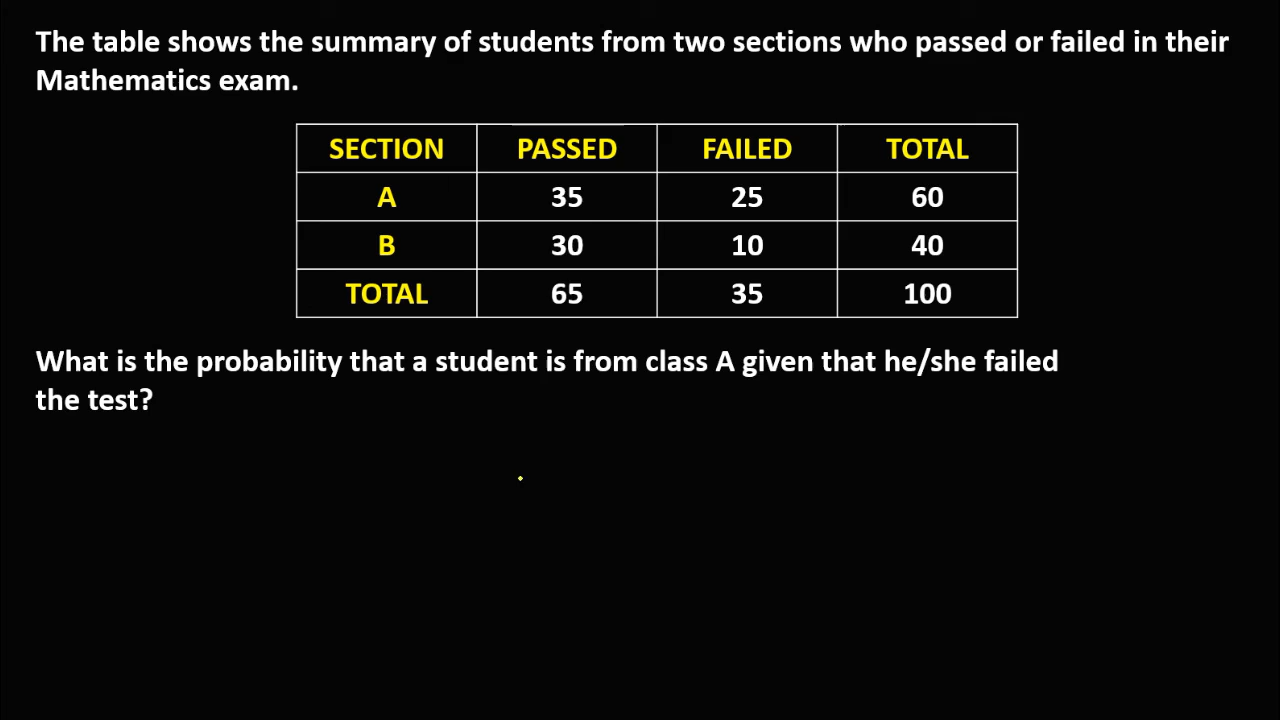 The table shows the summary of students from two sections who passed or failed in their
Mathematics exam.
SECTION PASSED FAILED TOTAL
A 35 25 60
B 30 10 40
TOTAL 65 35 100
What is the probability that a student is from class A given that he/she failed
the test?